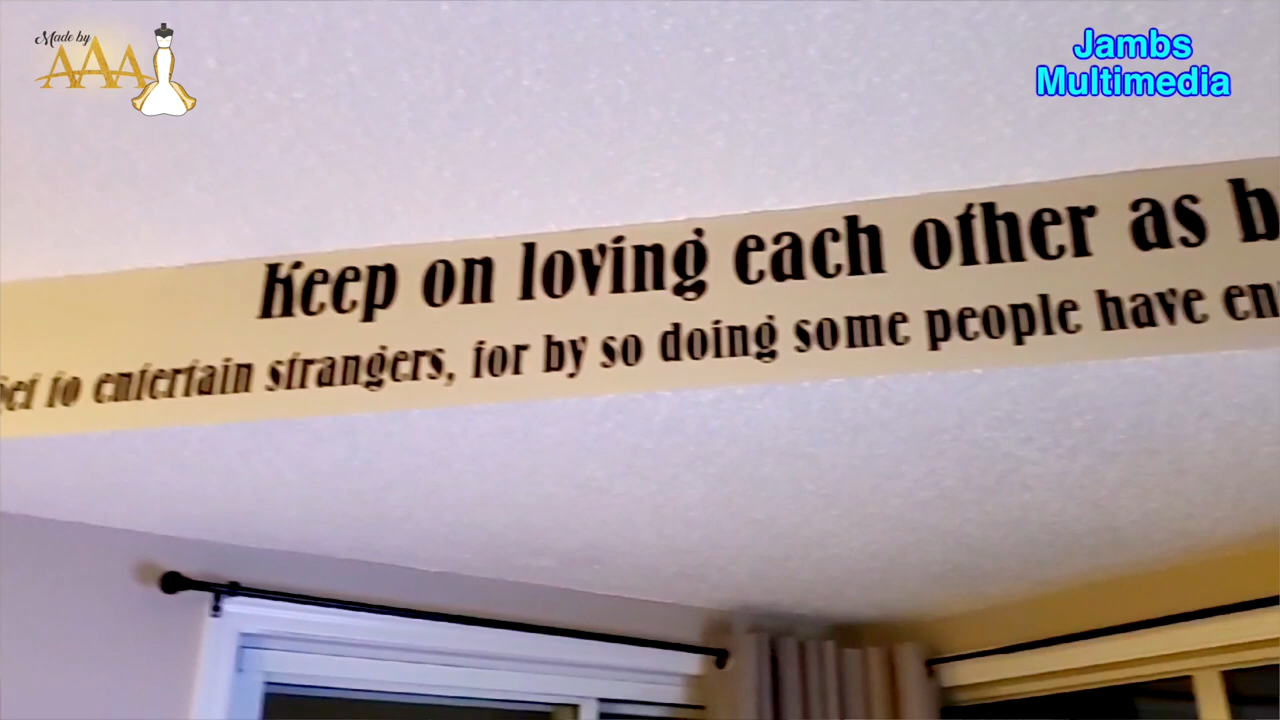 Made by
AAA
Jambs
Multimedia
Keep on loving each other as
to entertain strangers, for by so doing some people have